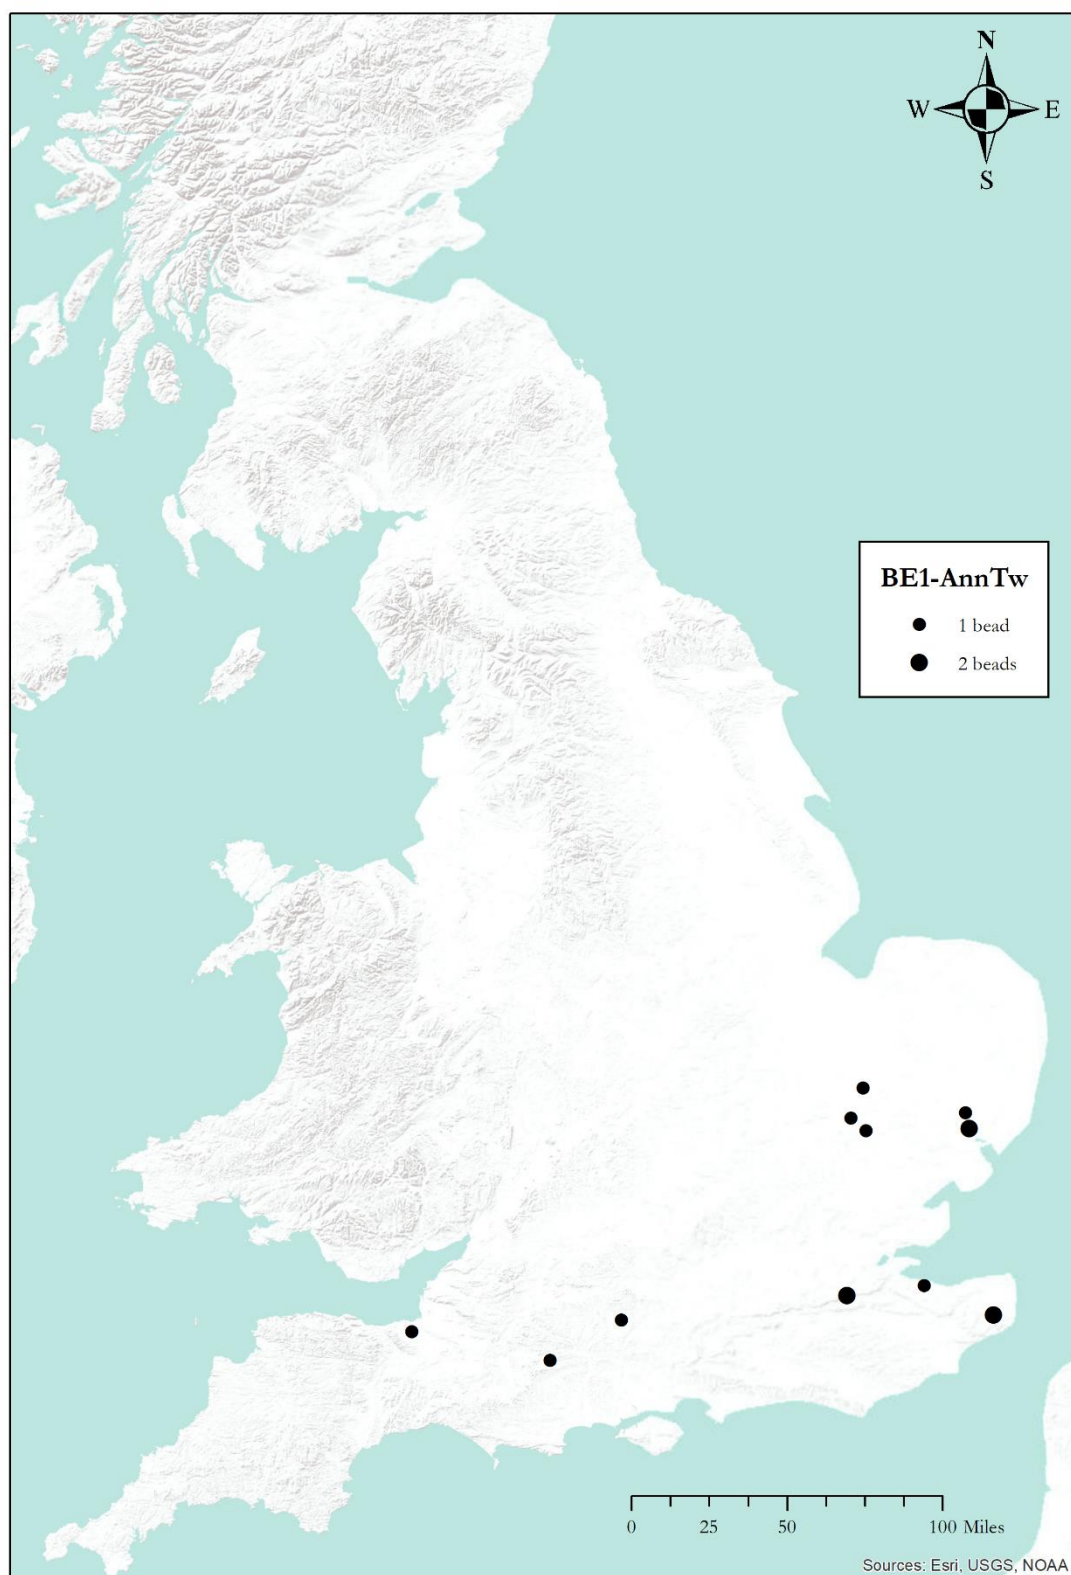 N
W E
S
BE1-AnnTw
1 bead
2 beads
0 25 50 100 Miles
Sources: Esri, USGS, NOAA